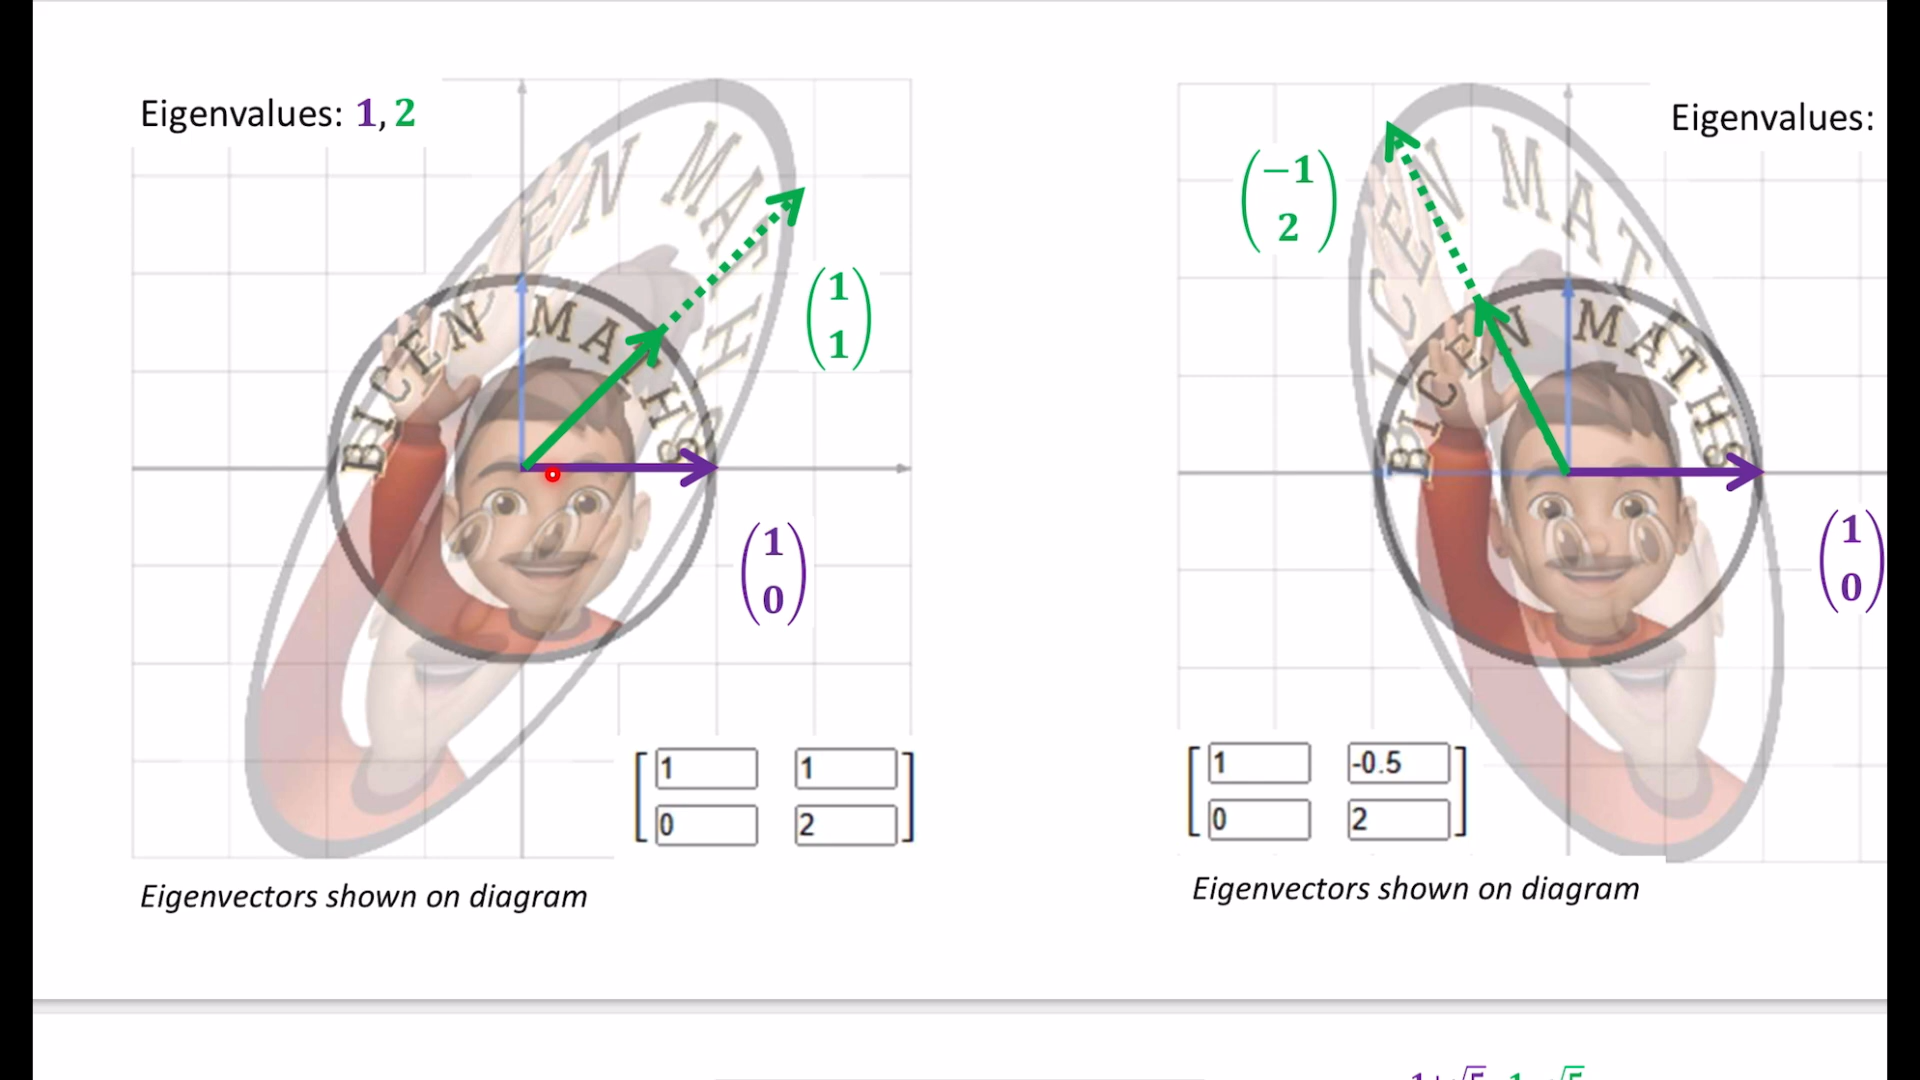 Eigenvalues: 1, 2
BICEN MATHS
BICEN MATHS
(1
1)
(1
0)
[1 1
0 2]
Eigenvectors shown on diagram
Eigenvalues:
BICEN MATHS
BICEN MATHS
(−1
2)
(1
0)
[1 -0.5
0 2]
Eigenvectors shown on diagram